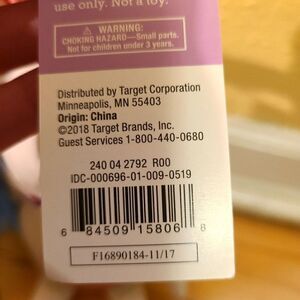 use only. Not a toy.
⚠ WARNING:
CHOKING HAZARD—Small parts.
Not for children under 3 years.
Distributed by Target Corporation
Minneapolis, MN 55403
Origin: China
©2018 Target Brands, Inc.
Guest Services 1-800-440-0680
240 04 2792 R00
IDC-000696-01-009-0519
6 84509 15806 8
F16890184-11/17